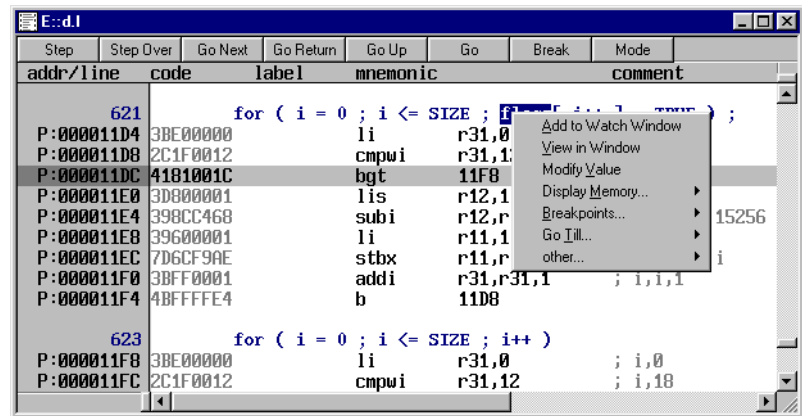 E::d.l
Step Step Over Go Next Go Return Go Up Go Break Mode
addr/line code label mnemonic comment
621 for ( i = 0 ; i <= SIZE ; TRUE ) ;
P:000011D4 3BE00000 li r31,0
P:000011D8 2C1F0012 cmpwi
P:000011DC 4181001C bgt 11F8
P:000011E0 3D800001 lis r12,1
P:000011E4 398CC468 subi 15256
P:000011E8 39600001 li r11,1
P:000011EC 7D6CF9AE stbx i
P:000011F0 3BFF0001 addi r31,r31,1 ; i,i,1
P:000011F4 4BFFFFE4 b 11D8
623 for ( i = 0 ; i <= SIZE ; i++ )
P:000011F8 3BE00000 li r31,0 ; i,0
P:000011FC 2C1F0012 cmpwi r31,12 ; i,18
Add to Watch Window
View in Window
Modify Value
Display Memory...
Breakpoints...
Go Till...
other...